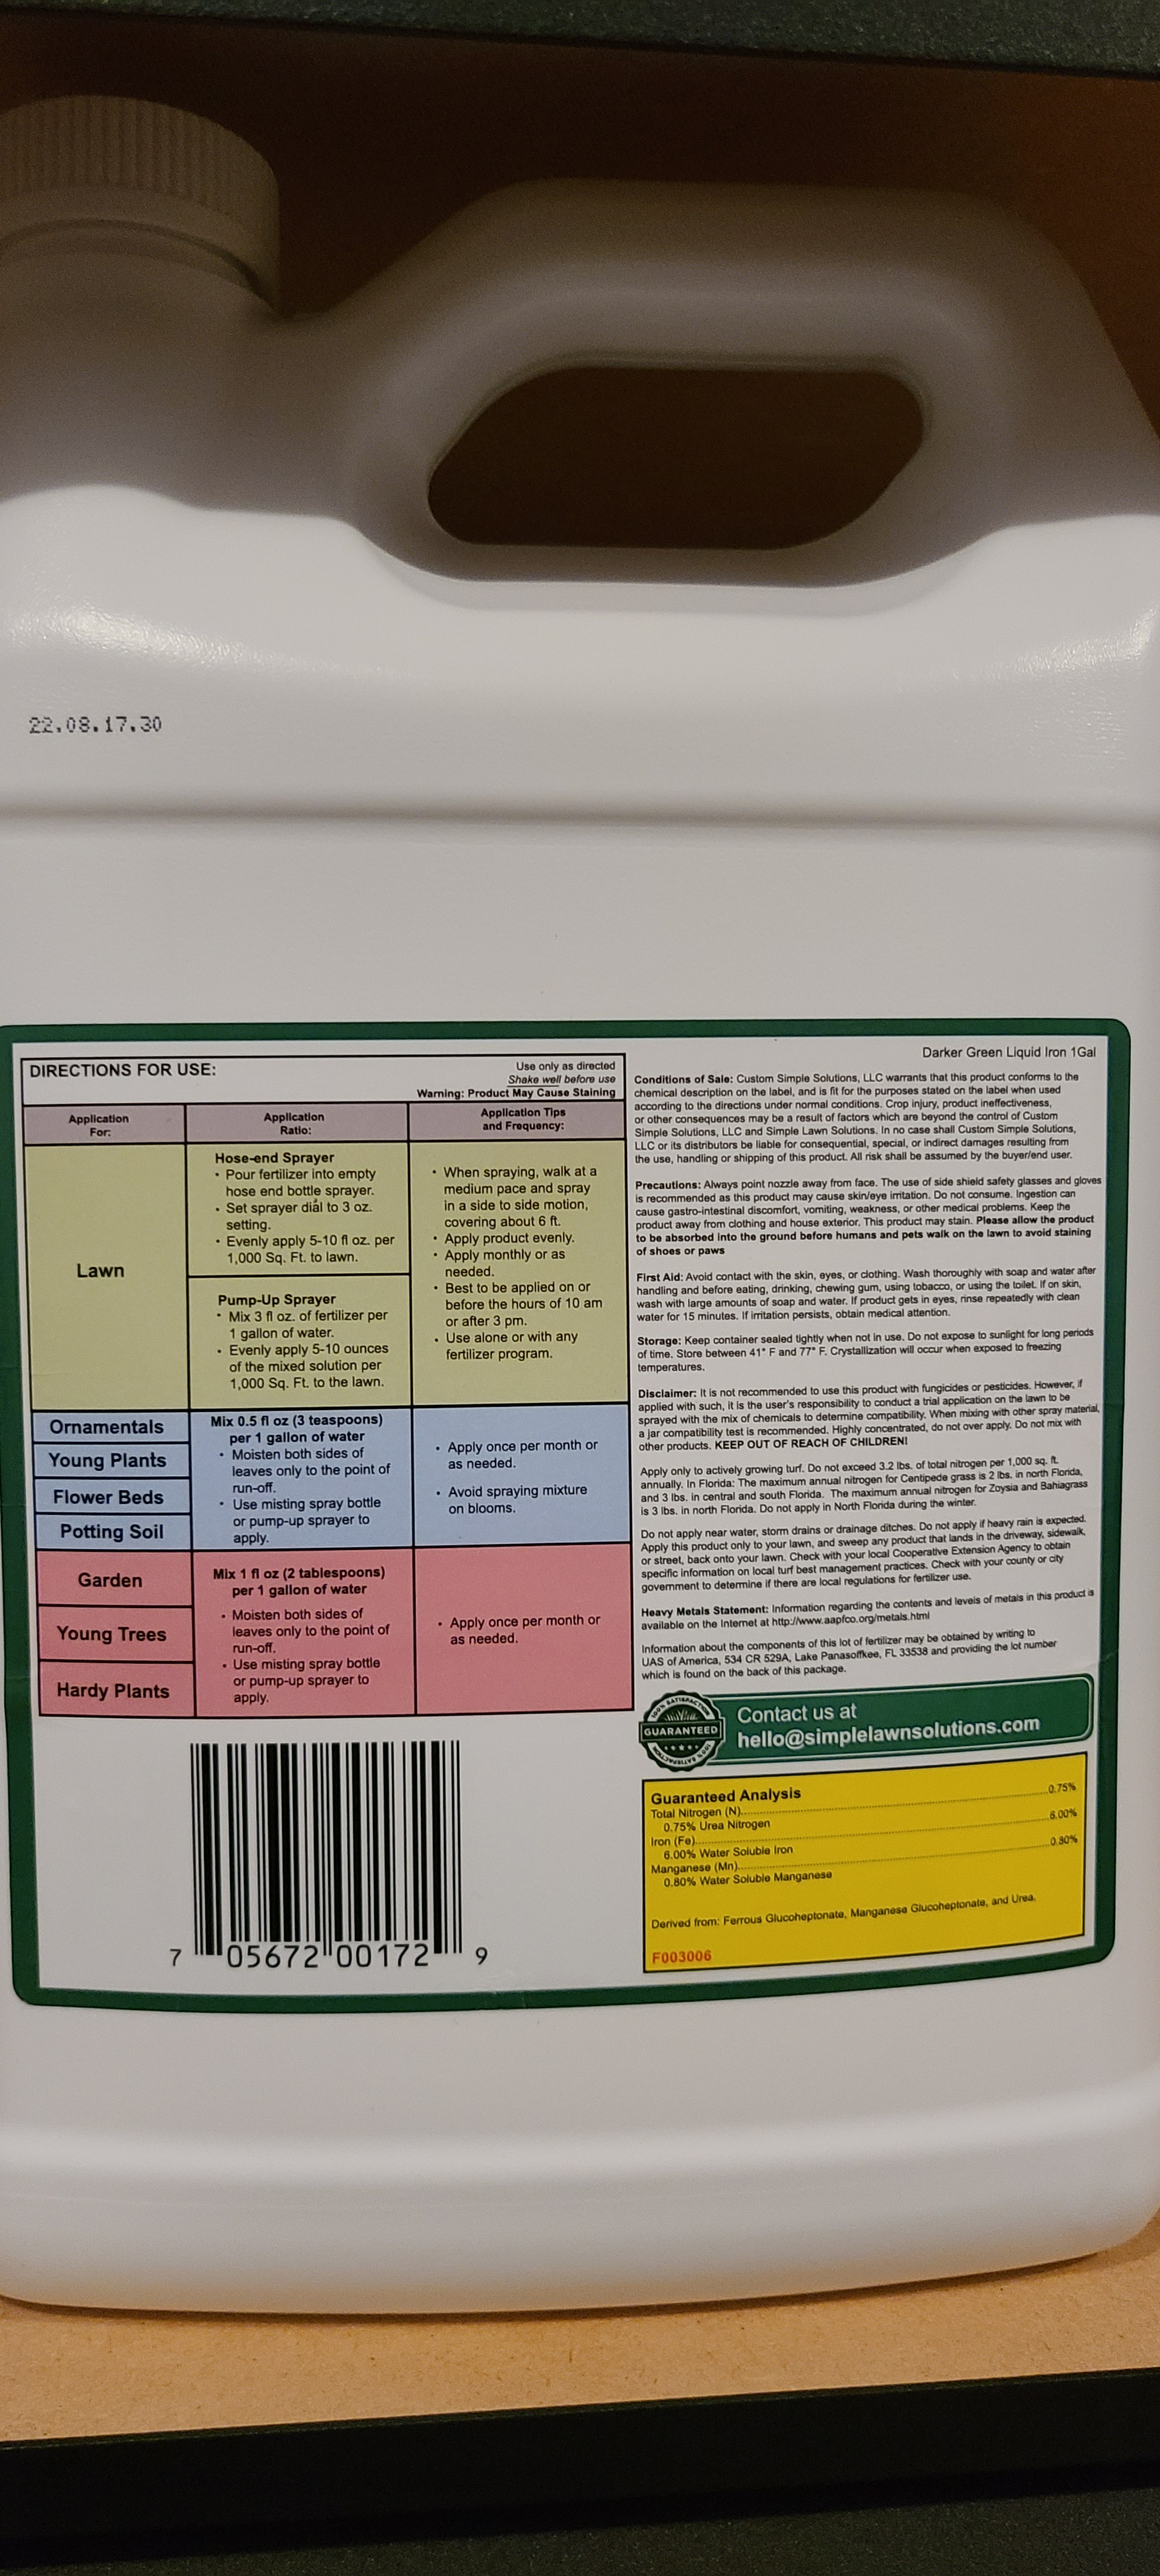 22.08.17.30
DIRECTIONS FOR USE:
Use only as directed
Shake well before use
Warning: Product May Cause Staining
Application
For:
Application
Ratio:
Application Tips
and Frequency:
Lawn
Hose-end Sprayer
• Pour fertilizer into empty
hose end bottle sprayer.
• Set sprayer dial to 3 oz.
setting.
• Evenly apply 5-10 fl oz. per
1,000 Sq. Ft. to lawn.
Pump-Up Sprayer
• Mix 3 fl oz. of fertilizer per
1 gallon of water.
• Evenly apply 5-10 ounces
of the mixed solution per
1,000 Sq. Ft. to the lawn.
• When spraying, walk at a
medium pace and spray
in a side to side motion,
covering about 6 ft.
• Apply product evenly.
• Apply monthly or as
needed.
• Best to be applied on or
before the hours of 10 am
or after 3 pm.
• Use alone or with any
fertilizer program.
Ornamentals
Young Plants
Flower Beds
Potting Soil
Mix 0.5 fl oz (3 teaspoons)
per 1 gallon of water
• Moisten both sides of
leaves only to the point of
run-off.
• Use misting spray bottle
or pump-up sprayer to
apply.
• Apply once per month or
as needed.
• Avoid spraying mixture
on blooms.
Garden
Young Trees
Hardy Plants
Mix 1 fl oz (2 tablespoons)
per 1 gallon of water
• Moisten both sides of
leaves only to the point of
run-off.
• Use misting spray bottle
or pump-up sprayer to
apply.
• Apply once per month or
as needed.
7 05672 00172 9
Darker Green Liquid Iron 1Gal
Conditions of Sale: Custom Simple Solutions, LLC warrants that this product conforms to the
chemical description on the label, and is fit for the purposes stated on the label when used
according to the directions under normal conditions. Crop injury, product ineffectiveness,
or other consequences may be a result of factors which are beyond the control of Custom
Simple Solutions, LLC and Simple Lawn Solutions. In no case shall Custom Simple Solutions,
LLC or its distributors be liable for consequential, special, or indirect damages resulting from
the use, handling or shipping of this product. All risk shall be assumed by the buyer/end user.
Precautions: Always point nozzle away from face. The use of side shield safety glasses and gloves
is recommended as this product may cause skin/eye irritation. Do not consume. Ingestion can
cause gastro-intestinal discomfort, vomiting, weakness, or other medical problems. Keep the
product away from clothing and house exterior. This product may stain. Please allow the product
to be absorbed into the ground before humans and pets walk on the lawn to avoid staining
of shoes or paws
First Aid: Avoid contact with the skin, eyes, or clothing. Wash thoroughly with soap and water after
handling and before eating, drinking, chewing gum, using tobacco, or using the toilet. If on skin,
wash with large amounts of soap and water. If product gets in eyes, rinse repeatedly with clean
water for 15 minutes. If irritation persists, obtain medical attention.
Storage: Keep container sealed tightly when not in use. Do not expose to sunlight for long periods
of time. Store between 41° F and 77° F. Crystallization will occur when exposed to freezing
temperatures.
Disclaimer: It is not recommended to use this product with fungicides or pesticides. However, if
applied with such, it is the user's responsibility to conduct a trial application on the lawn to be
sprayed with the mix of chemicals to determine compatibility. When mixing with other spray material,
a jar compatibility test is recommended. Highly concentrated, do not over apply. Do not mix with
other products. KEEP OUT OF REACH OF CHILDREN!
Apply only to actively growing turf. Do not exceed 3.2 lbs. of total nitrogen per 1,000 sq. ft.
annually. In Florida: The maximum annual nitrogen for Centipede grass is 2 lbs. in north Florida,
and 3 lbs. in central and south Florida. The maximum annual nitrogen for Zoysia and Bahiagrass
is 3 lbs. in north Florida. Do not apply in North Florida during the winter.
Do not apply near water, storm drains or drainage ditches. Do not apply if heavy rain is expected.
Apply this product only to your lawn, and sweep any product that lands in the driveway, sidewalk,
or street, back onto your lawn. Check with your local Cooperative Extension Agency to obtain
specific information on local turf best management practices. Check with your county or city
government to determine if there are local regulations for fertilizer use.
Heavy Metals Statement: Information regarding the contents and levels of metals in this product is
available on the Internet at http://www.aapfco.org/metals.html
Information about the components of this lot of fertilizer may be obtained by writing to
UAS of America, 534 CR 529A, Lake Panasoffkee, FL 33538 and providing the lot number
which is found on the back of this package.
100% SATISFACTION
GUARANTEED
100% SATISFACTION
Contact us at
hello@simplelawnsolutions.com
Guaranteed Analysis
Total Nitrogen (N)..........0.75%
0.75% Urea Nitrogen
Iron (Fe)..........6.00%
6.00% Water Soluble Iron
Manganese (Mn)..........0.80%
0.80% Water Soluble Manganese
Derived from: Ferrous Glucoheptonate, Manganese Glucoheptonate, and Urea.
F003006